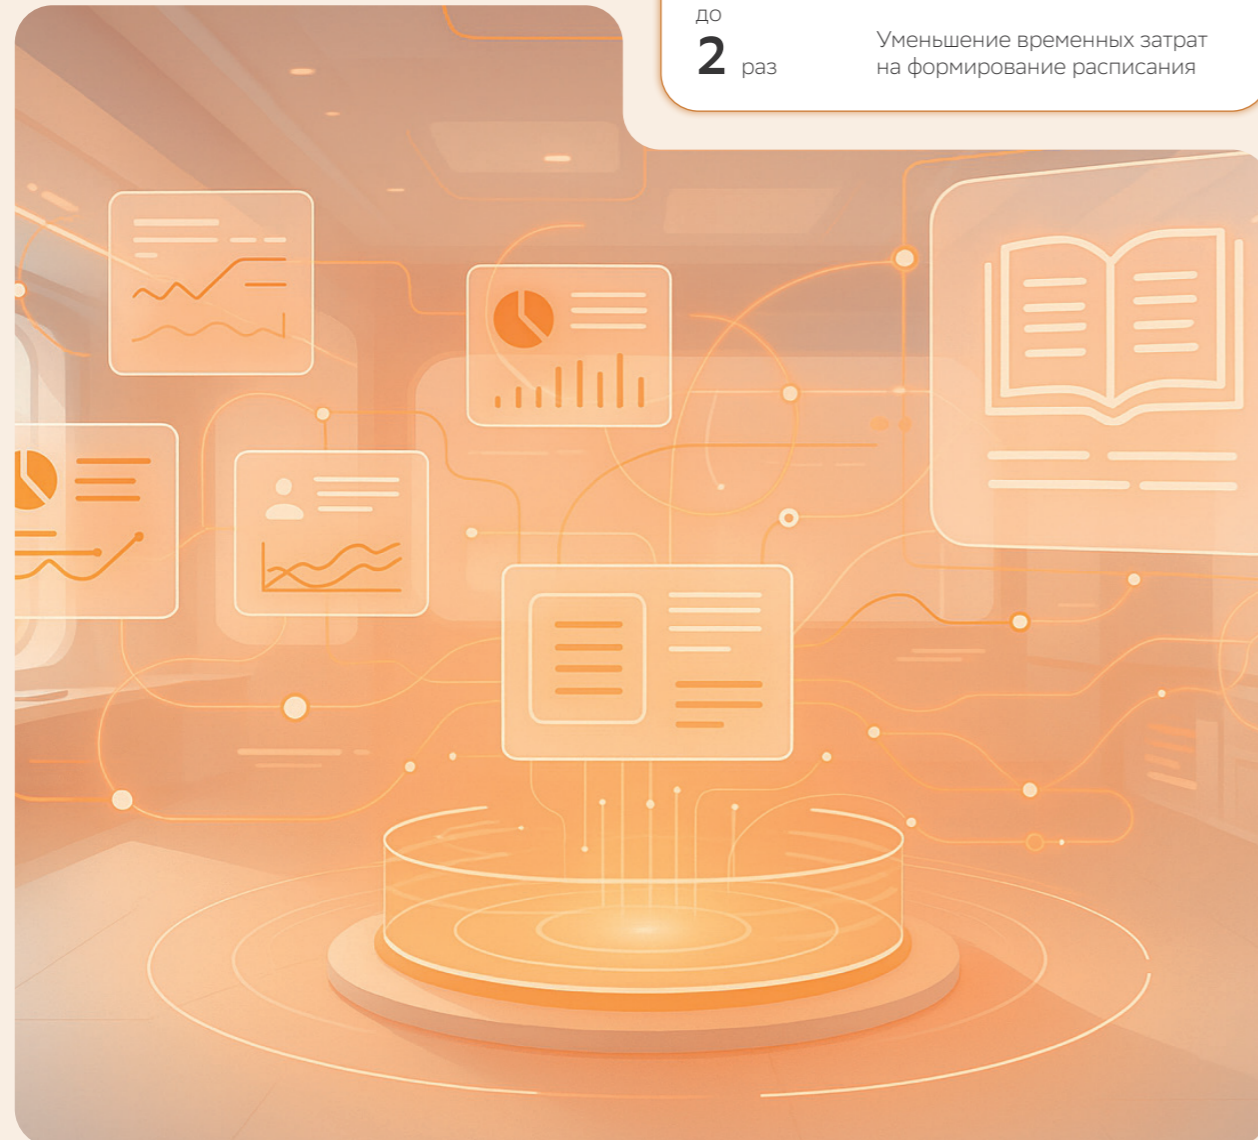 до
2 раз
Уменьшение временных затрат
на формирование расписания